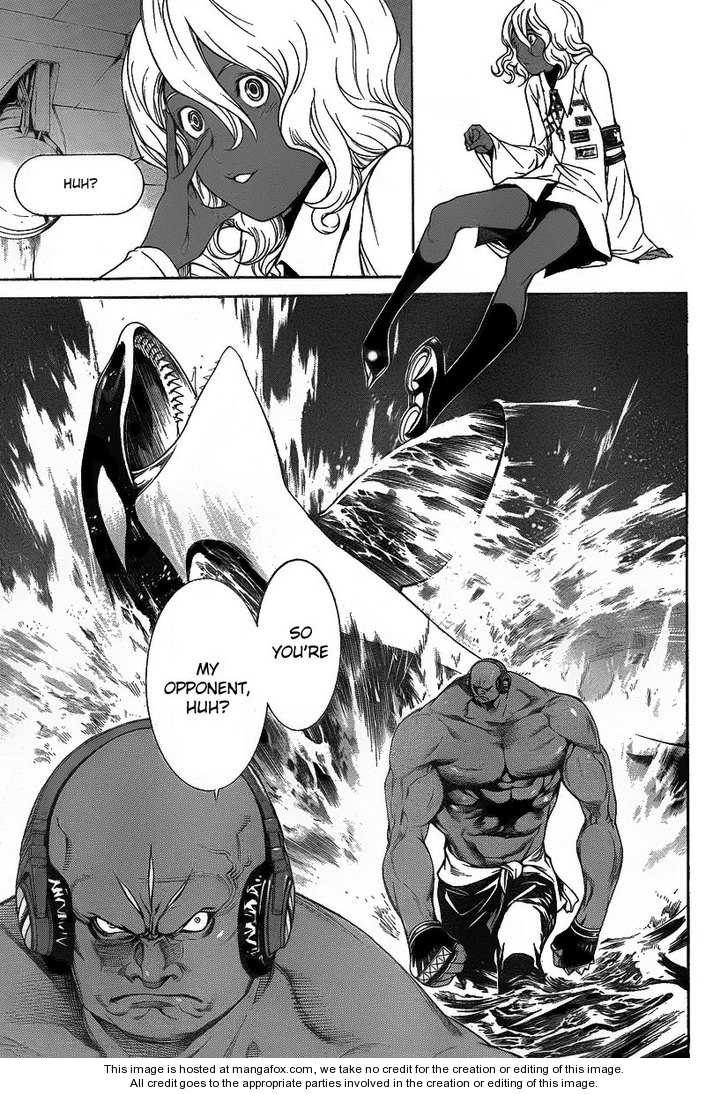 HUH?
SO
YOU'RE
MY
OPPONENT,
HUH?
This image is hosted at mangafox.com, we take no credit for the creation or editing of this image.
All credit goes to the appropriate parties involved in the creation or editing of this image.